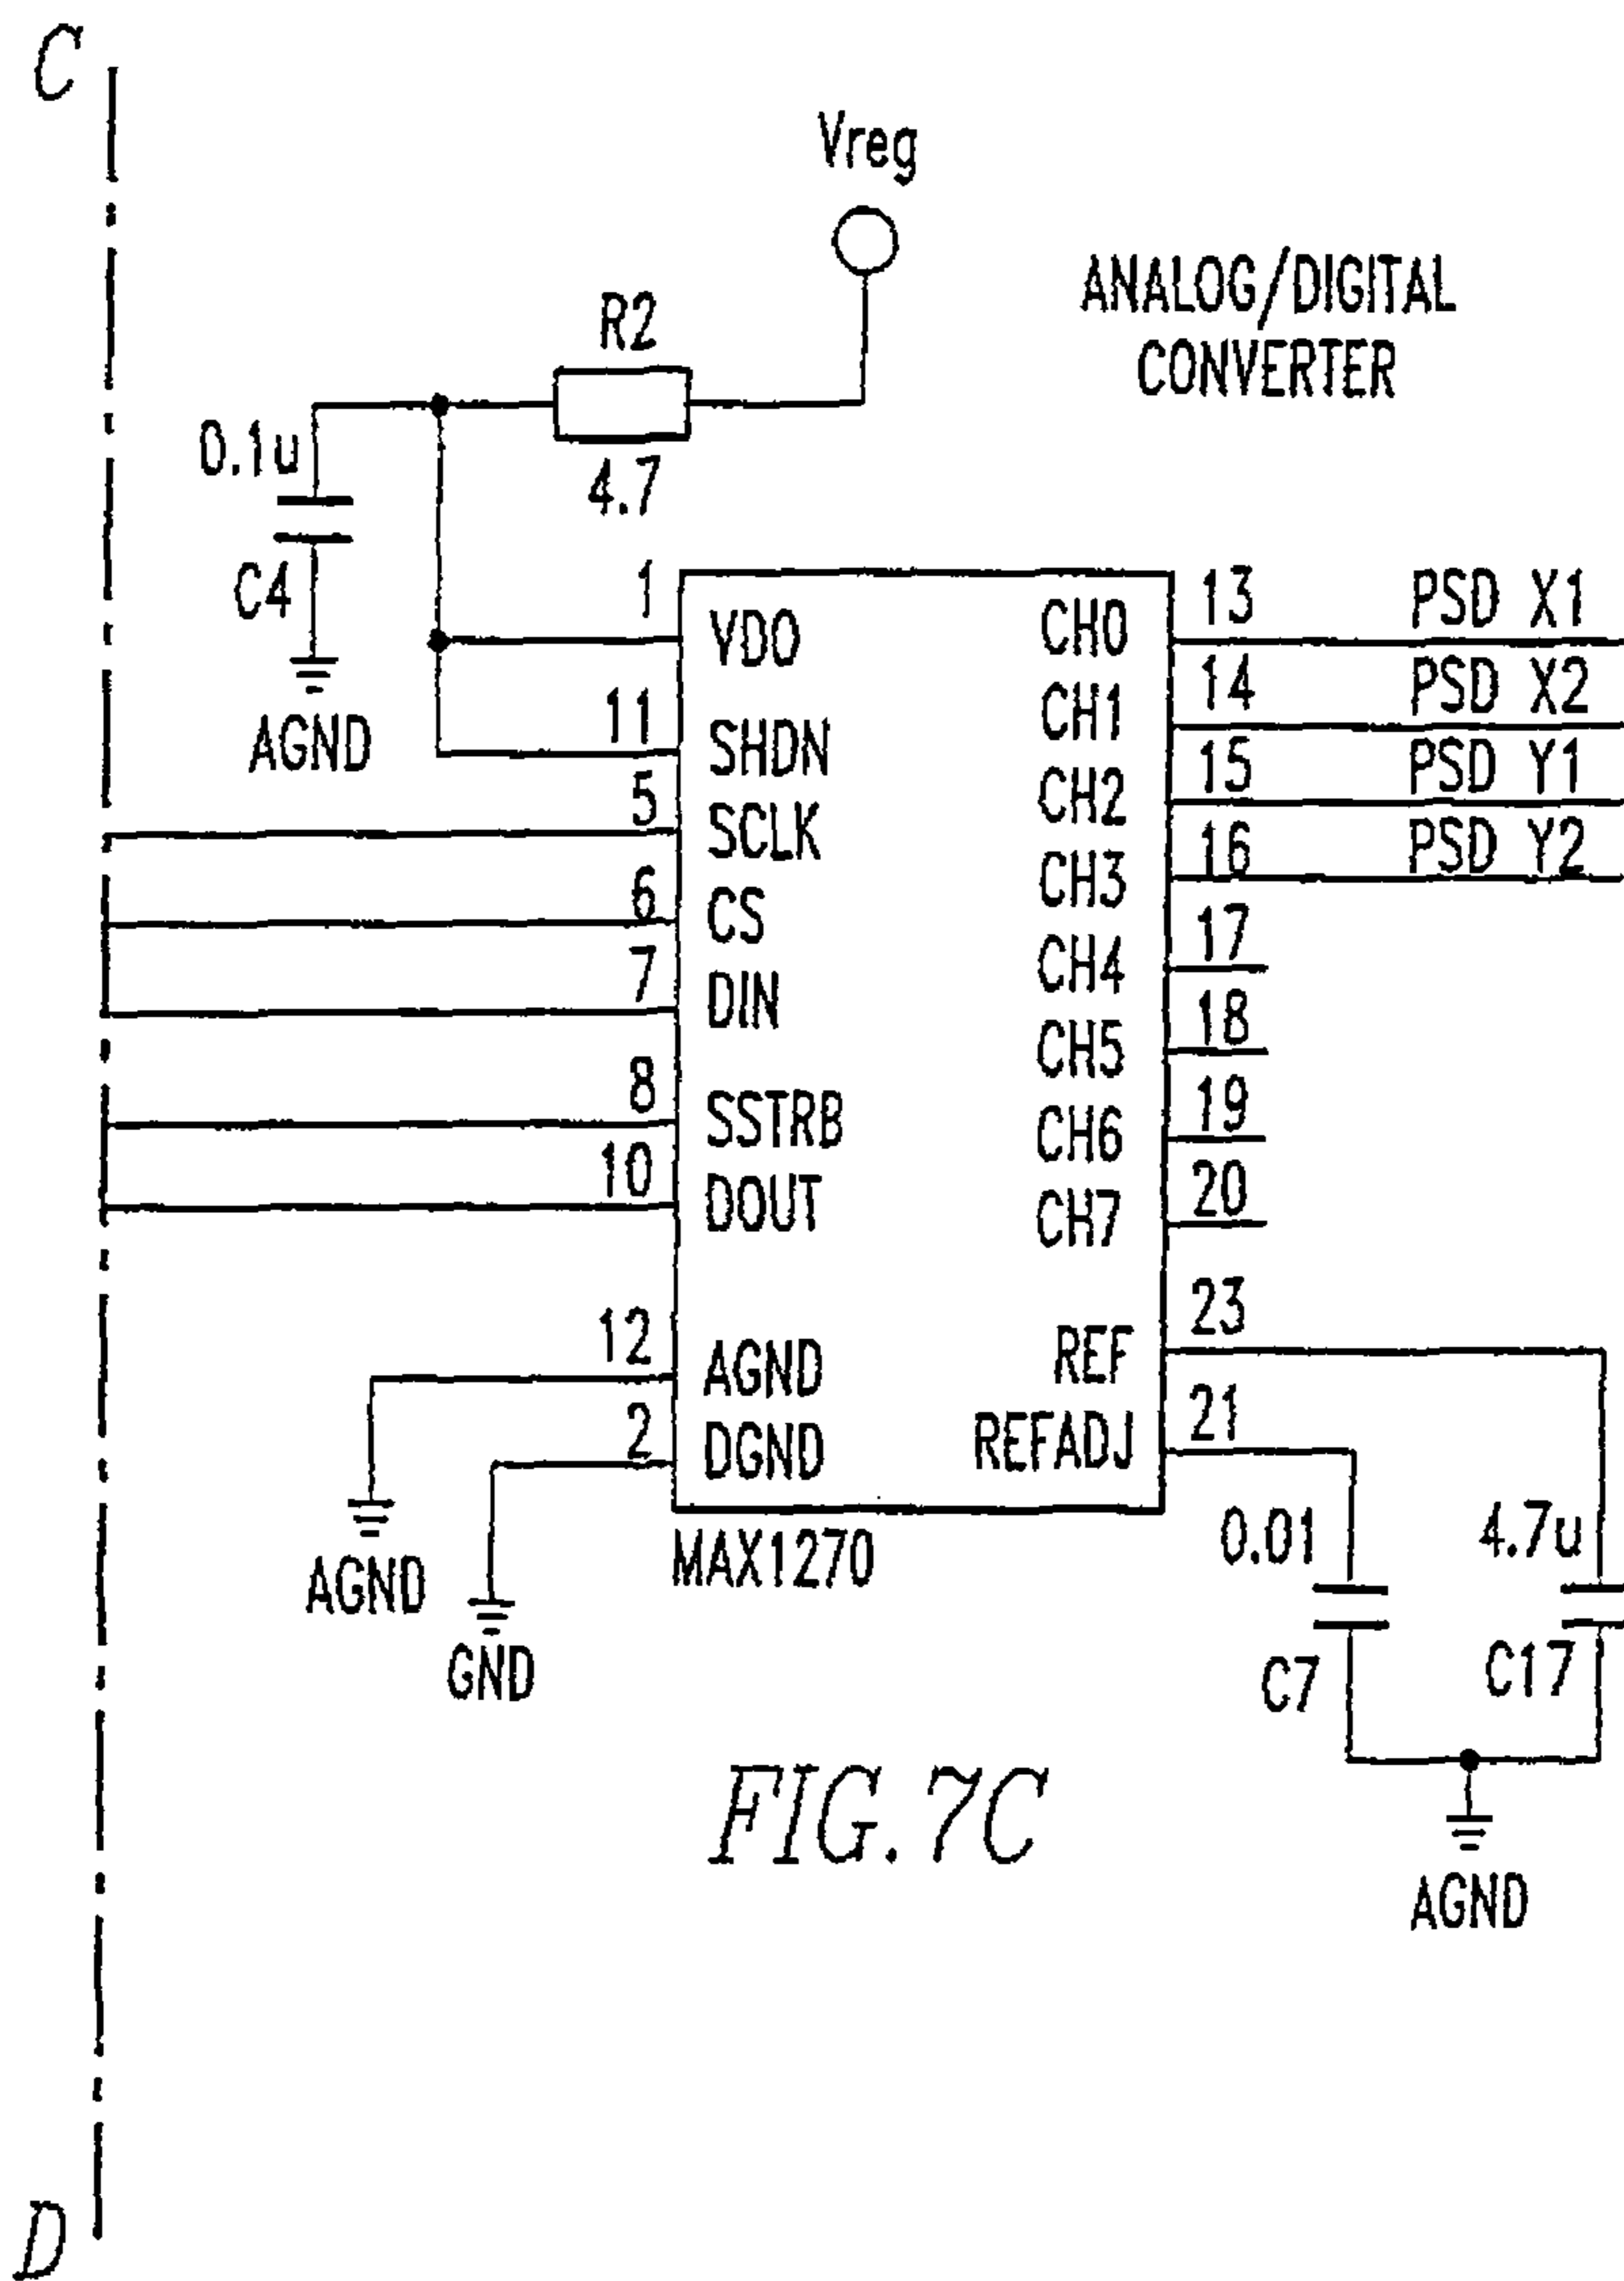 C
Vreg
ANALOG/DIGITAL
CONVERTER
R2
4.7
0.1u
C4
AGND
1
VDO
11
SHDN
5
SCLK
6
CS
7
DIN
8
SSTRB
10
DOUT
12
AGND
2
DGND
AGND
GND
MAX1270
CH0
13
PSD X1
CH1
14
PSD X2
CH2
15
PSD Y1
CH3
16
PSD Y2
CH4
17
CH5
18
CH6
19
CH7
20
REF
23
REFADJ
21
0.01
C7
4.7u
C17
AGND
FIG.7C
D